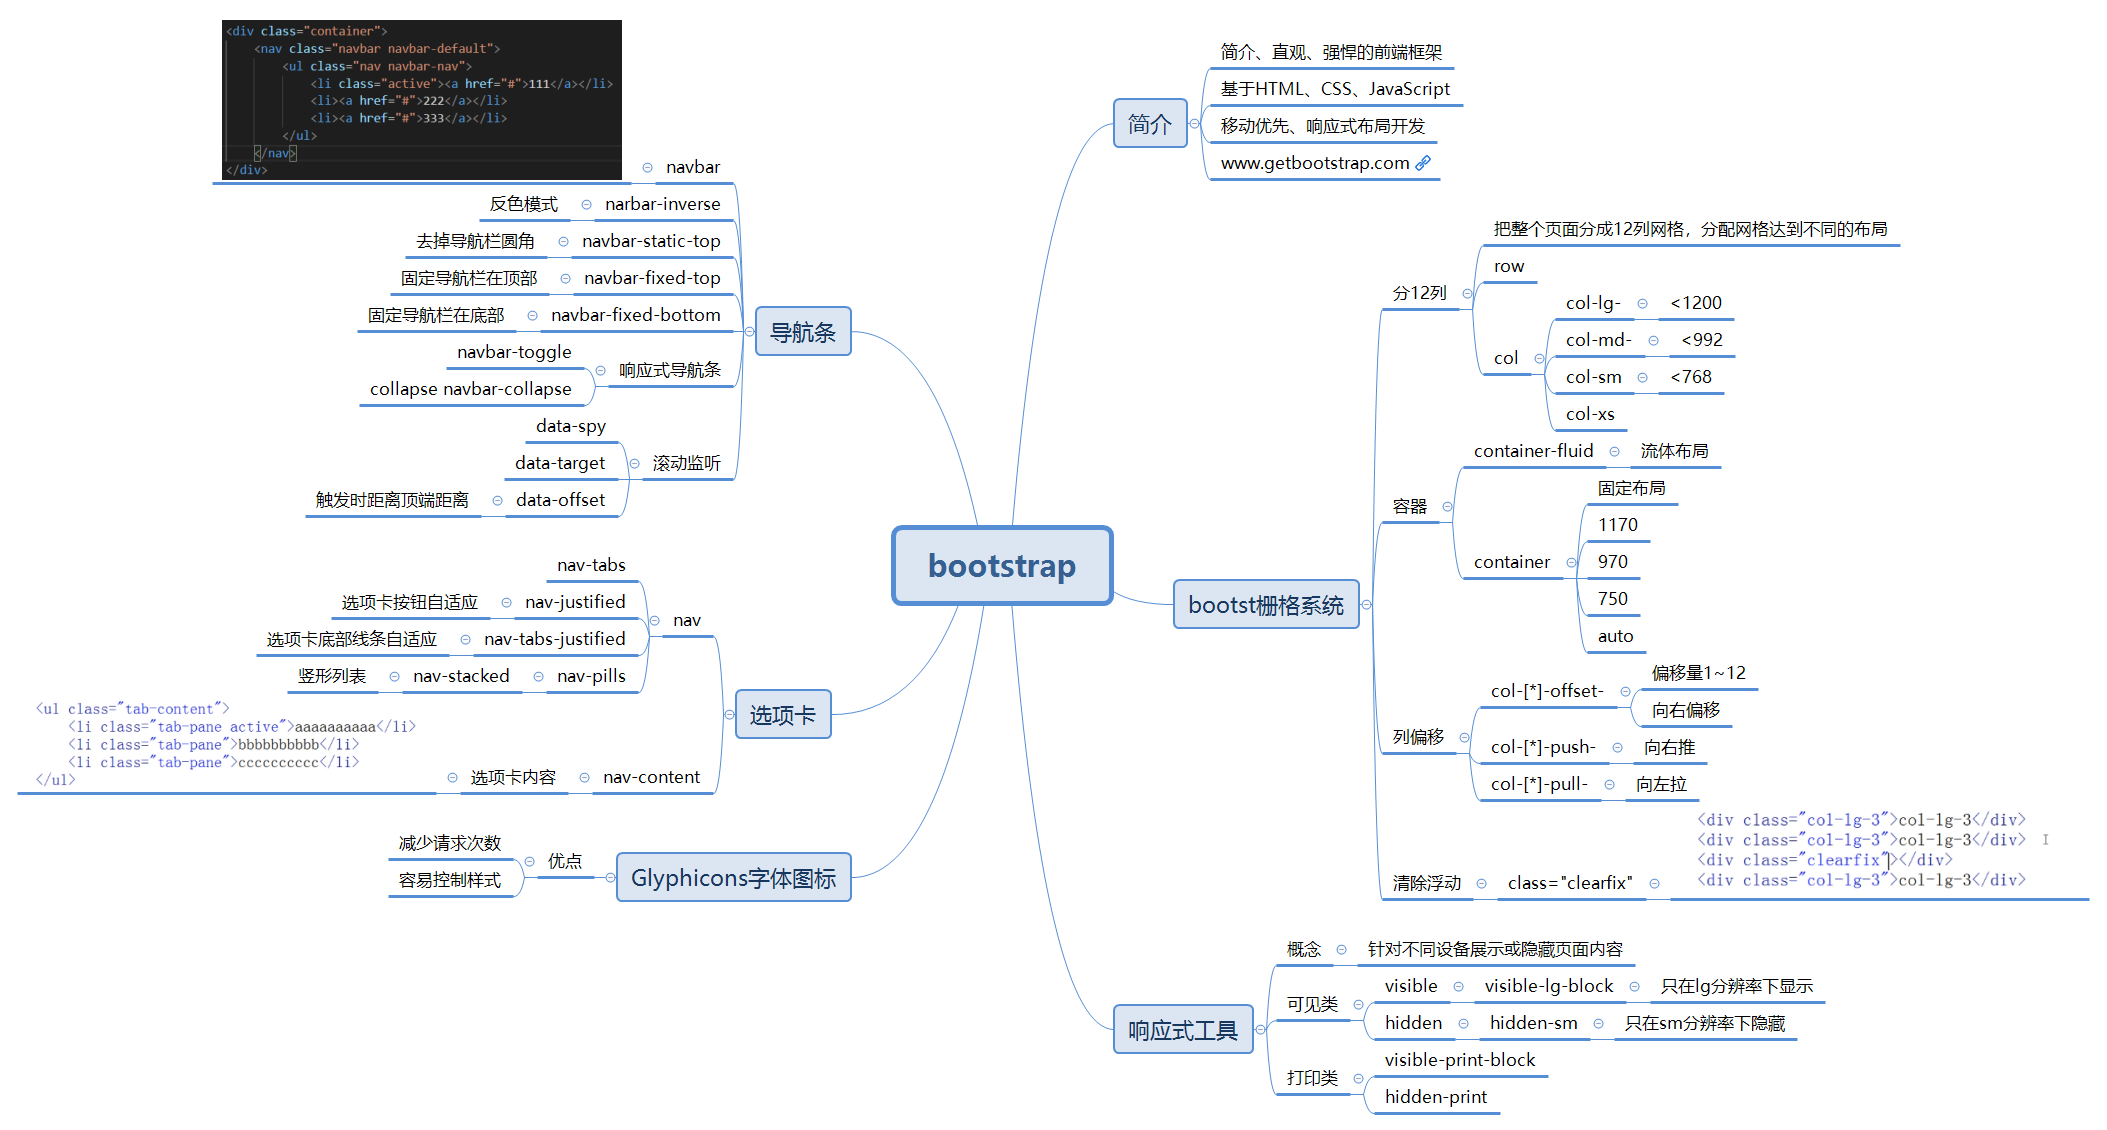 bootstrap
简介
简介、直观、强悍的前端框架
基于HTML、CSS、JavaScript
移动优先、响应式布局开发
www.getbootstrap.com
bootst栅格系统
分12列
把整个页面分成12列网格，分配网格达到不同的布局
row
col
col-lg-
<1200
col-md-
<992
col-sm
<768
col-xs
容器
container-fluid
流体布局
container
固定布局
1170
970
750
auto
列偏移
col-[*]-offset-
偏移量1~12
向右偏移
col-[*]-push-
向右推
col-[*]-pull-
向左拉
清除浮动
class="clearfix"
<div class="col-lg-3">col-lg-3</div>
<div class="col-lg-3">col-lg-3</div>
<div class="clearfix"></div>
<div class="col-lg-3">col-lg-3</div>
响应式工具
概念
针对不同设备展示或隐藏页面内容
可见类
visible
visible-lg-block
只在lg分辨率下显示
hidden
hidden-sm
只在sm分辨率下隐藏
打印类
visible-print-block
hidden-print
导航条
navbar
<div class="container">
<nav class="navbar navbar-default">
<ul class="nav navbar-nav">
<li class="active"><a href="#">111</a></li>
<li><a href="#">222</a></li>
<li><a href="#">333</a></li>
</ul>
</nav>
</div>
narbar-inverse
反色模式
navbar-static-top
去掉导航栏圆角
navbar-fixed-top
固定导航栏在顶部
navbar-fixed-bottom
固定导航栏在底部
响应式导航条
navbar-toggle
collapse navbar-collapse
滚动监听
data-spy
data-target
data-offset
触发时距离顶端距离
选项卡
nav
nav-tabs
nav-justified
选项卡按钮自适应
nav-tabs-justified
选项卡底部线条自适应
nav-pills
nav-stacked
竖形列表
nav-content
选项卡内容
<ul class="tab-content">
<li class="tab-pane active">aaaaaaaaaa</li>
<li class="tab-pane">bbbbbbbbbb</li>
<li class="tab-pane">cccccccccc</li>
</ul>
Glyphicons字体图标
优点
减少请求次数
容易控制样式